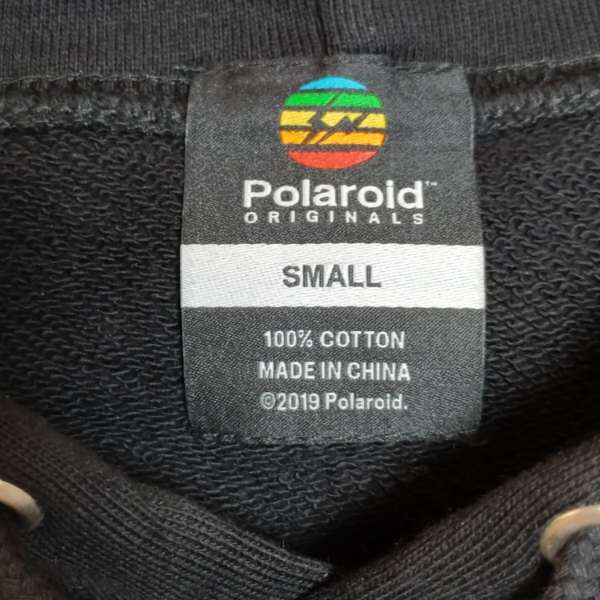 Polaroid™
ORIGINALS
SMALL
100% COTTON
MADE IN CHINA
©2019 Polaroid.